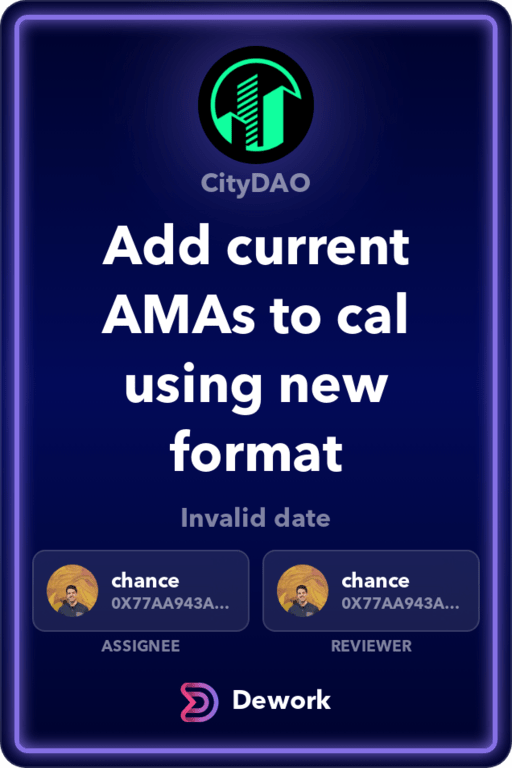 CityDAO
Add current
AMAs to cal
using new
format
Invalid date
chance
0X77AA943A...
chance
0X77AA943A...
ASSIGNEE
REVIEWER
Dework